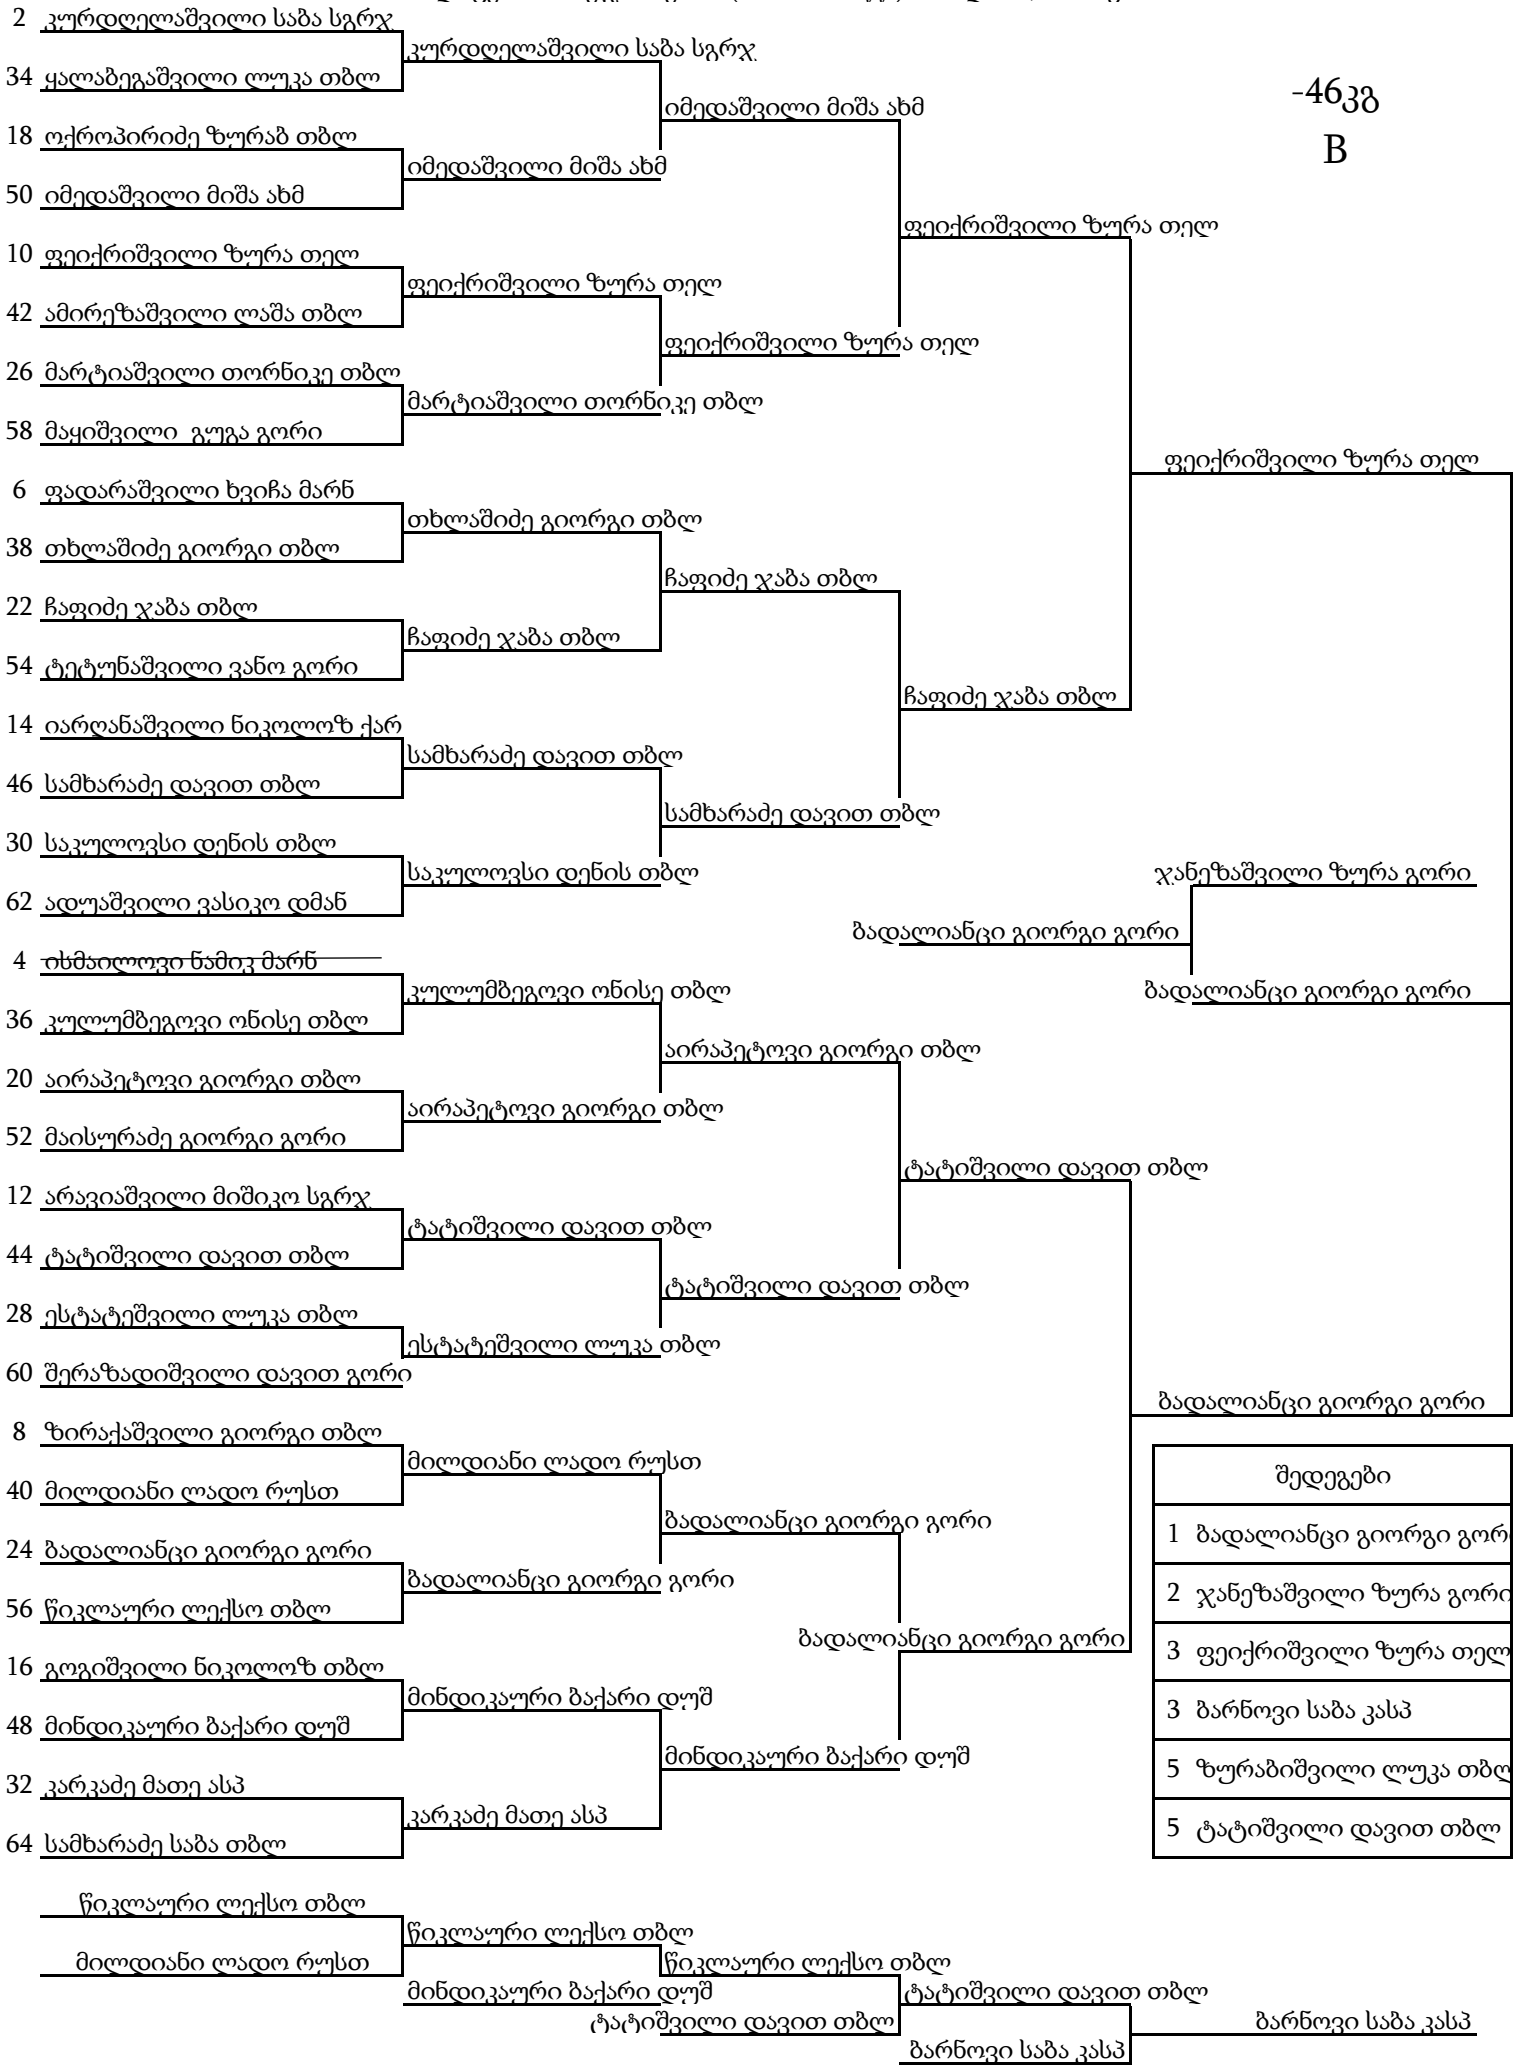 2 კურდღელაშვილი საბა სგრჯ
კურდღელაშვილი საბა სგრჯ
34 ყალაბეგაშვილი ლუკა თბლ
-46კგ
იმედაშვილი მიშა ახმ
18 ოქროპირიძე ზურაბ თბლ
B
იმედაშვილი მიშა ახმ
50 იმედაშვილი მიშა ახმ
ფეიქრიშვილი ზურა თელ
10 ფეიქრიშვილი ზურა თელ
ფეიქრიშვილი ზურა თელ
42 ამირეზაშვილი ლაშა თბლ
ფეიქრიშვილი ზურა თელ
26 მარტიაშვილი თორნიკე თბლ
მარტიაშვილი თორნიკე თბლ
58 მაყიშვილი გუგა გორი
ფეიქრიშვილი ზურა თელ
6 ფადარაშვილი ხვიჩა მარნ
თხლაშიძე გიორგი თბლ
38 თხლაშიძე გიორგი თბლ
ჩაფიძე ჯაბა თბლ
22 ჩაფიძე ჯაბა თბლ
ჩაფიძე ჯაბა თბლ
54 ტეტუნაშვილი ვანო გორი
ჩაფიძე ჯაბა თბლ
14 იარღანაშვილი ნიკოლოზ ქარ
სამხარაძე დავით თბლ
46 სამხარაძე დავით თბლ
სამხარაძე დავით თბლ
30 საკულოვსი დენის თბლ
საკულოვსი დენის თბლ
ჯანეზაშვილი ზურა გორი
62 ადუაშვილი ვასიკო დმან
ბადალიანცი გიორგი გორი
4 ისმაილოვი ნამიკ მარნ
კულუმბეგოვი ონისე თბლ
ბადალიანცი გიორგი გორი
36 კულუმბეგოვი ონისე თბლ
აირაპეტოვი გიორგი თბლ
20 აირაპეტოვი გიორგი თბლ
აირაპეტოვი გიორგი თბლ
52 მაისურაძე გიორგი გორი
ტატიშვილი დავით თბლ
12 არავიაშვილი მიშიკო სგრჯ
ტატიშვილი დავით თბლ
44 ტატიშვილი დავით თბლ
ტატიშვილი დავით თბლ
28 ესტატეშვილი ლუკა თბლ
ესტატეშვილი ლუკა თბლ
60 შერაზადიშვილი დავით გორი
ბადალიანცი გიორგი გორი
8 ზირაქაშვილი გიორგი თბლ
მილდიანი ლადო რუსთ
შედეგები
40 მილდიანი ლადო რუსთ
ბადალიანცი გიორგი გორი
1 ბადალიანცი გიორგი გორი
24 ბადალიანცი გიორგი გორი
ბადალიანცი გიორგი გორი
2 ჯანეზაშვილი ზურა გორი
56 წიკლაური ლექსო თბლ
ბადალიანცი გიორგი გორი
3 ფეიქრიშვილი ზურა თელ
16 გოგიშვილი ნიკოლოზ თბლ
მინდიკაური ბაქარი დუშ
3 ბარნოვი საბა კასპ
48 მინდიკაური ბაქარი დუშ
მინდიკაური ბაქარი დუშ
5 ზურაბიშვილი ლუკა თბლ
32 კარკაძე მათე ასპ
კარკაძე მათე ასპ
5 ტატიშვილი დავით თბლ
64 სამხარაძე საბა თბლ
წიკლაური ლექსო თბლ
წიკლაური ლექსო თბლ
მილდიანი ლადო რუსთ
წიკლაური ლექსო თბლ
მინდიკაური ბაქარი დუშ
ტატიშვილი დავით თბლ
ტატიშვილი დავით თბლ
ბარნოვი საბა კასპ
ბარნოვი საბა კასპ